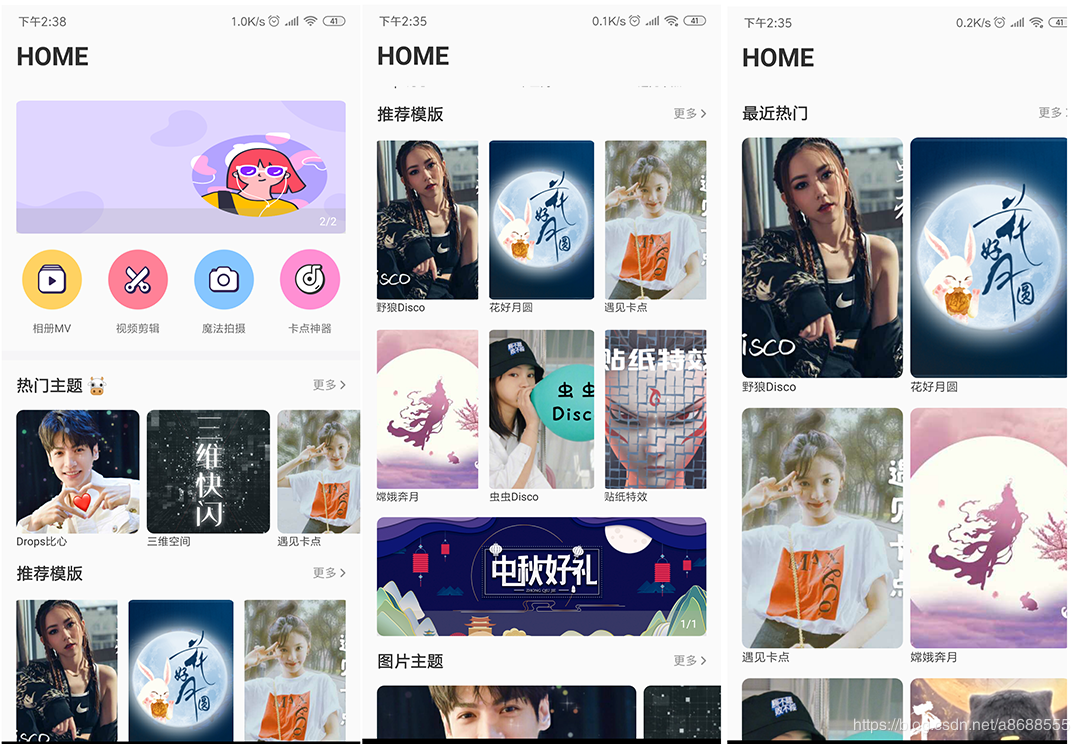 下午2:38
1.0K/s
41
HOME
2/2
相册MV
视频剪辑
魔法拍摄
卡点神器
热门主题
更多
三维快闪
Drops比心
三维空间
遇见卡点
推荐模版
更多
isco
花好月圆
下午2:35
0.1K/s
41
HOME
推荐模版
更多
isco
花好月圆
野狼Disco
花好月圆
遇见卡点
虫虫
Disc
贴纸特效
嫦娥奔月
虫虫Disco
贴纸特效
中秋好礼
ZHONG QIU JIE
1/1
图片主题
更多
下午2:35
0.2K/s
41
HOME
最近热门
更多
isco
花好月圆
野狼Disco
花好月圆
遇见卡点
遇见卡点
嫦娥奔月